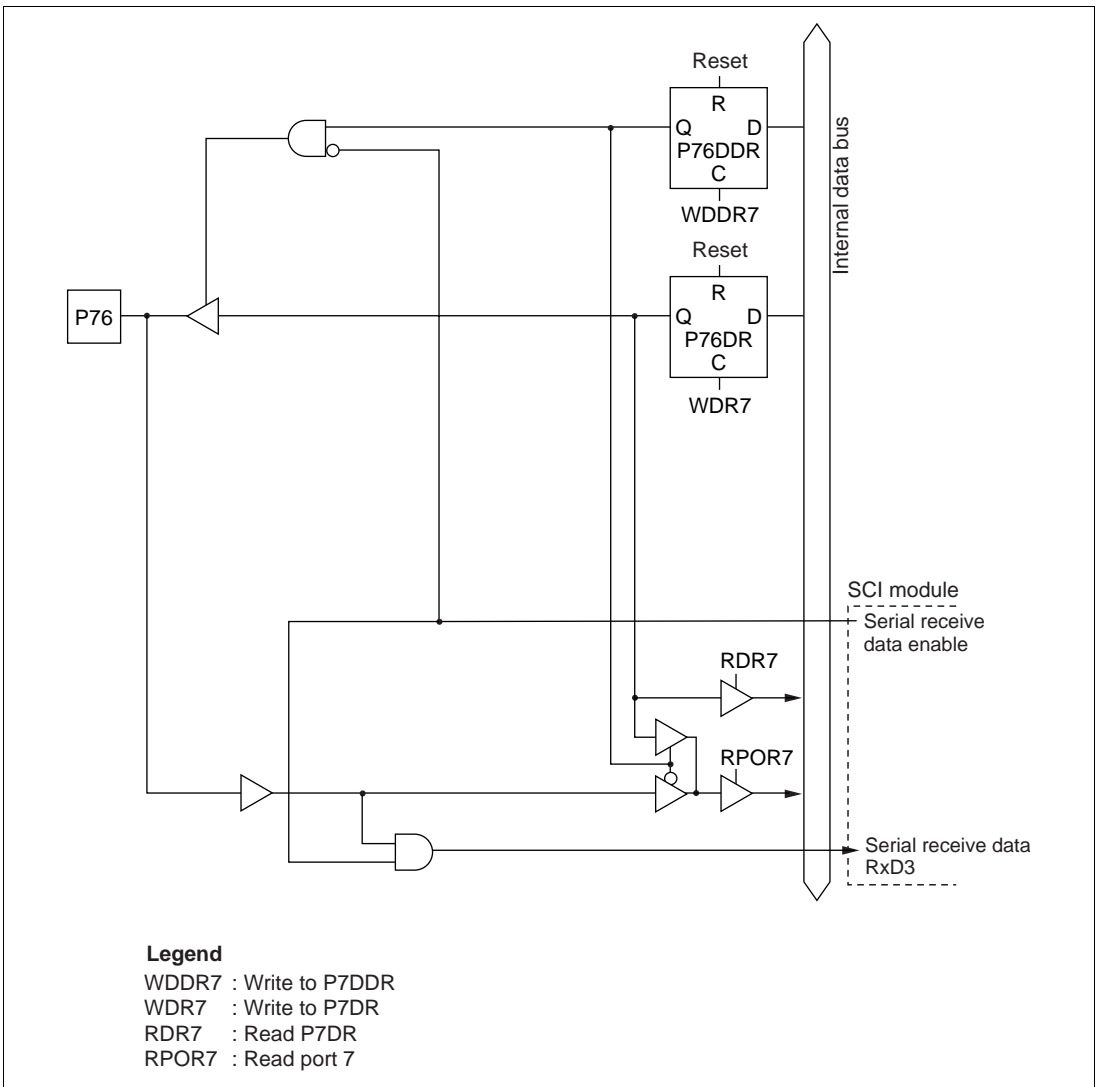 Reset
R
Q D
P76DDR
C
WDDR7
Internal data bus
Reset
R
P76
Q D
P76DR
C
WDR7
SCI module
Serial receive
data enable
RDR7
RPOR7
Serial receive data
RxD3
Legend
WDDR7 : Write to P7DDR
WDR7 : Write to P7DR
RDR7 : Read P7DR
RPOR7 : Read port 7